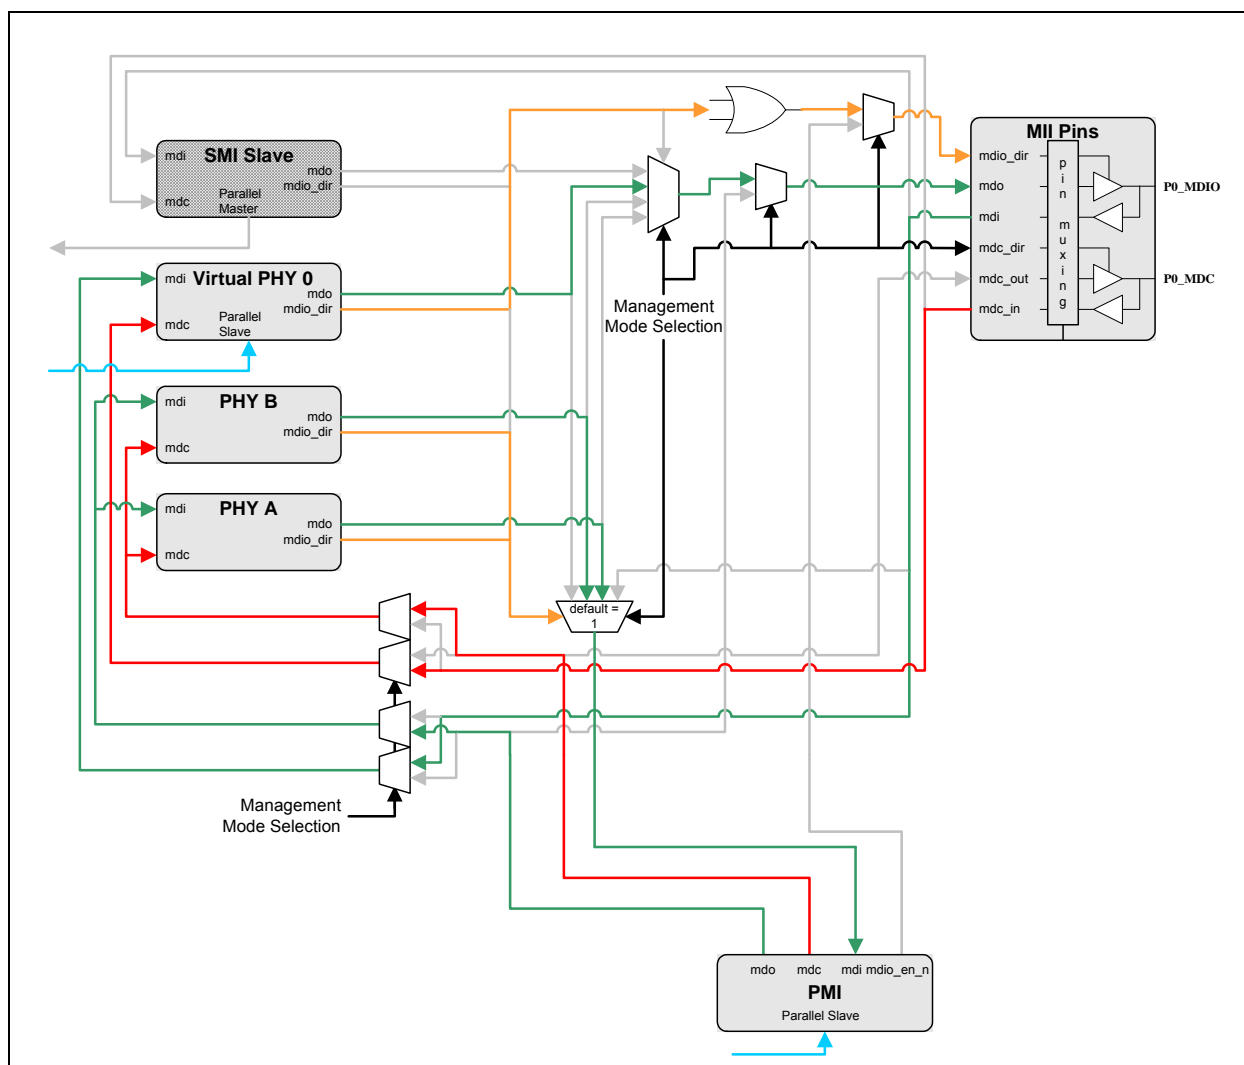 SMI Slave
mdi
mdo
mdio_dir
mdc
Parallel
Master
Virtual PHY 0
mdi
mdo
mdio_dir
mdc
Parallel
Slave
PHY B
mdi
mdo
mdio_dir
mdc
PHY A
mdi
mdo
mdio_dir
mdc
Management
Mode Selection
default =
1
MII Pins
mdio_dir
mdo
mdi
mdc_dir
mdc_out
mdc_in
pin muxing
P0_MDIO
P0_MDC
Management
Mode Selection
mdo
mdc
mdi
mdio_en_n
PMI
Parallel Slave